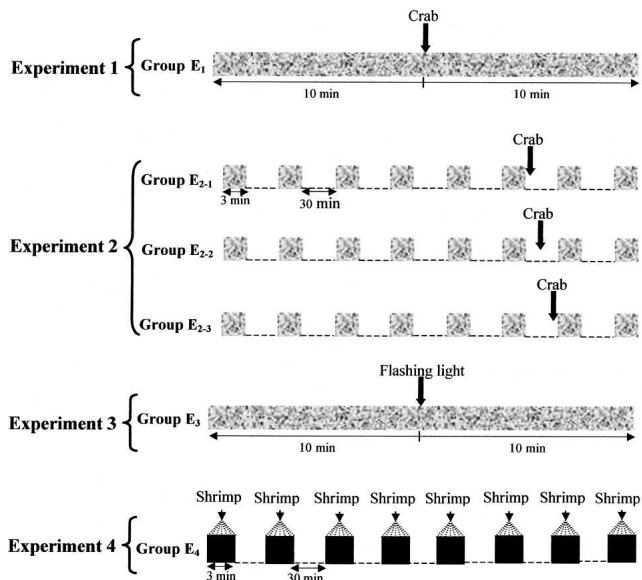 Crab
Experiment 1
Group E1
10 min 10 min
Crab
Group E2-1
3 min 30 min
Crab
Experiment 2
Group E2-2
Crab
Group E2-3
Flashing light
Experiment 3
Group E3
10 min 10 min
Shrimp Shrimp Shrimp Shrimp Shrimp Shrimp Shrimp Shrimp
Experiment 4
Group E4
3 min 30 min